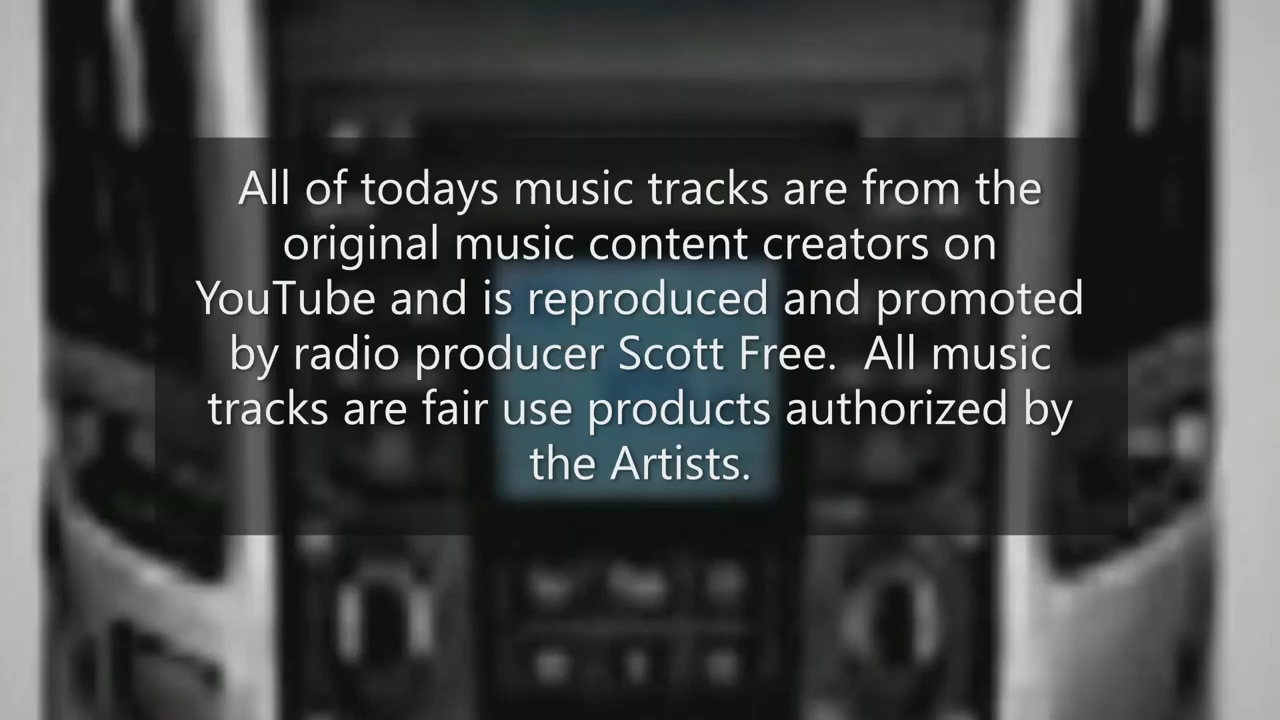 All of todays music tracks are from the
original music content creators on
YouTube and is reproduced and promoted
by radio producer Scott Free.  All music
tracks are fair use products authorized by
the Artists.